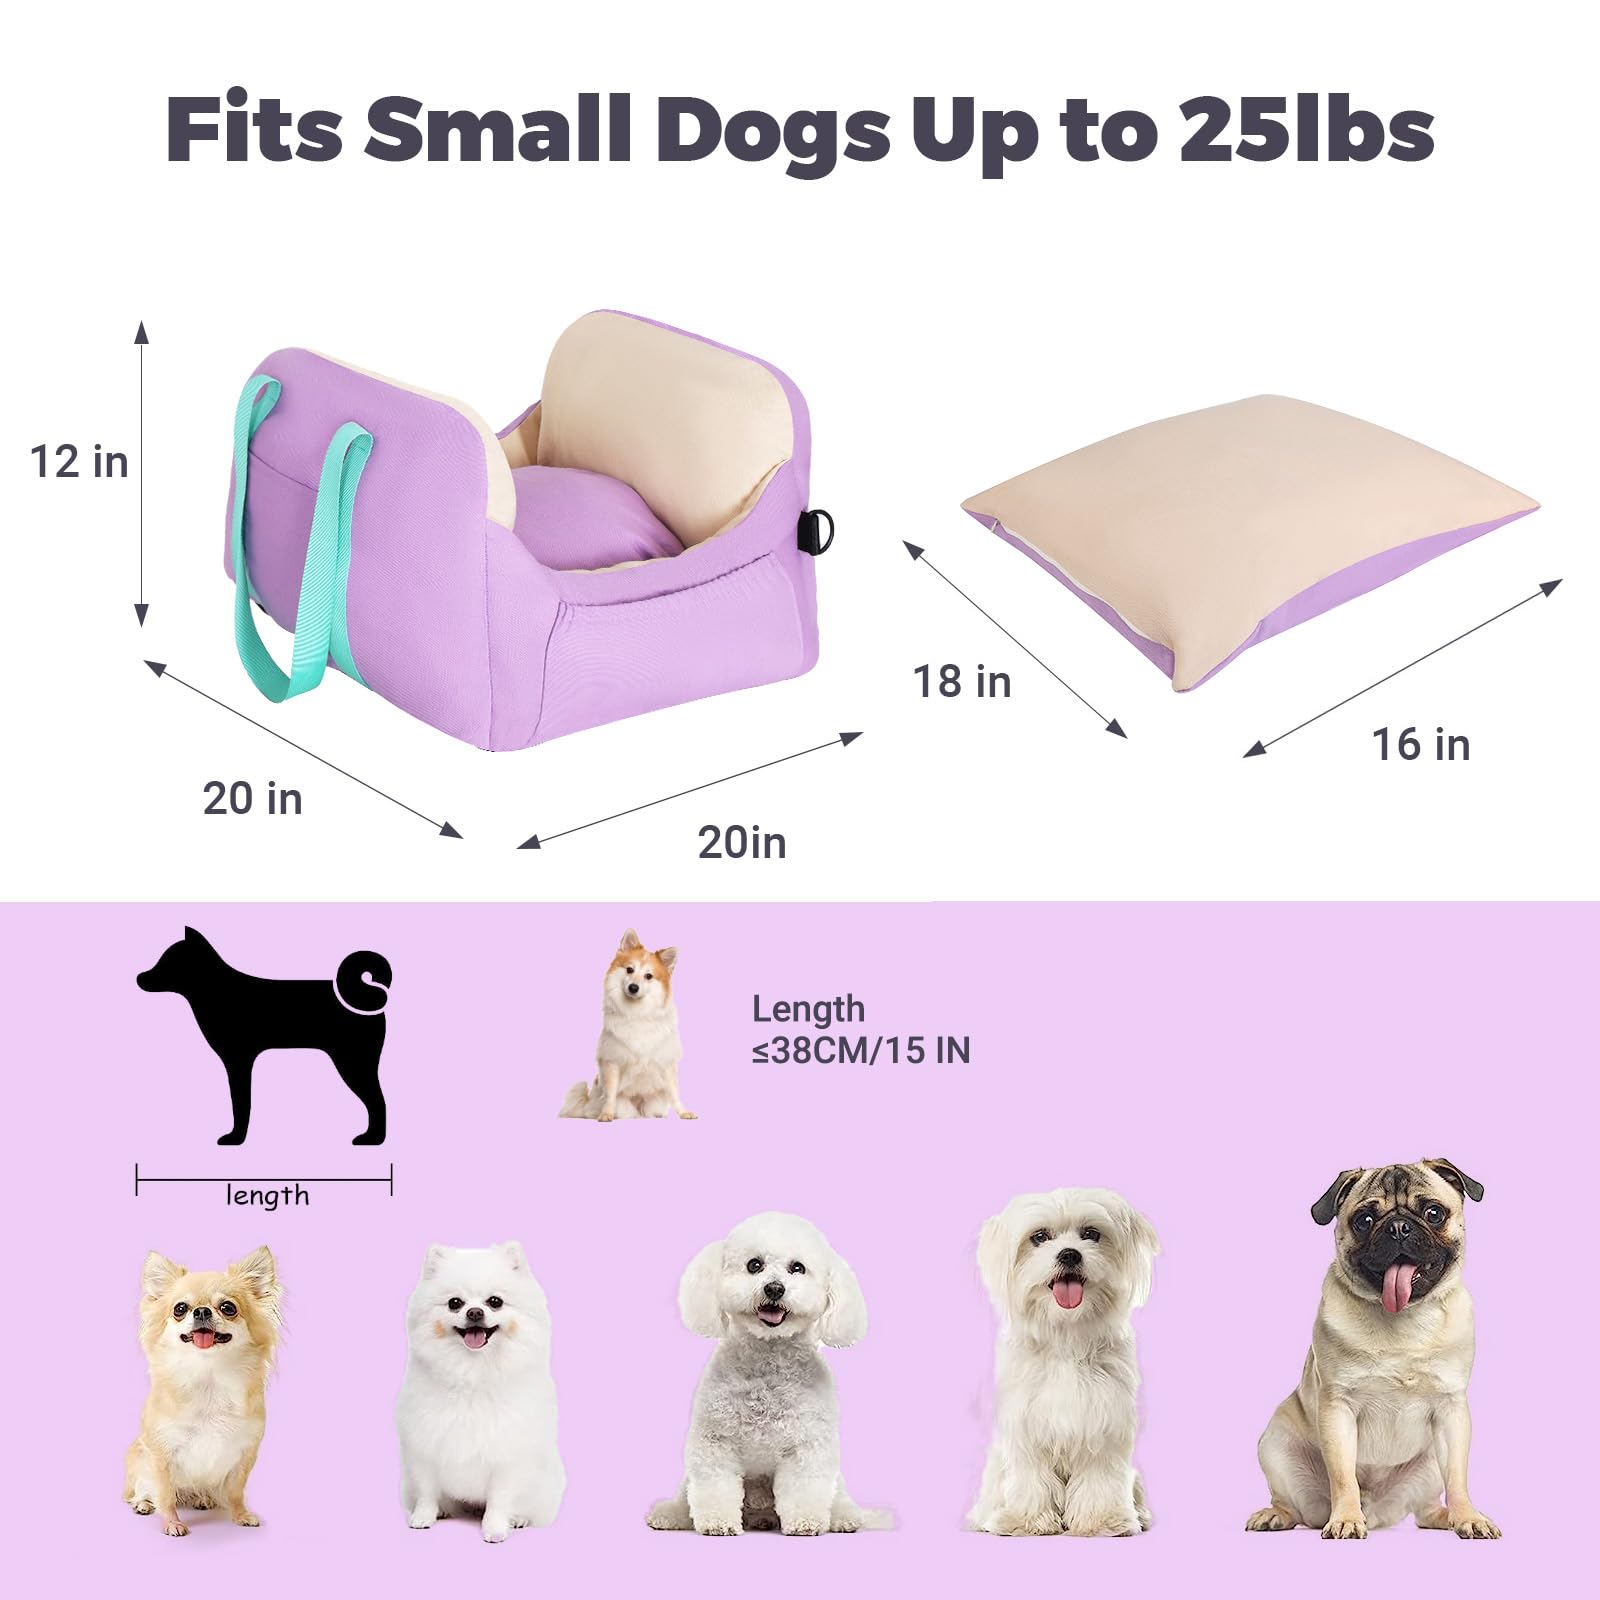 Fits Small Dogs Up to 25lbs
12 in
20 in
20in
18 in
16 in
Length
≤38CM/15 IN
length